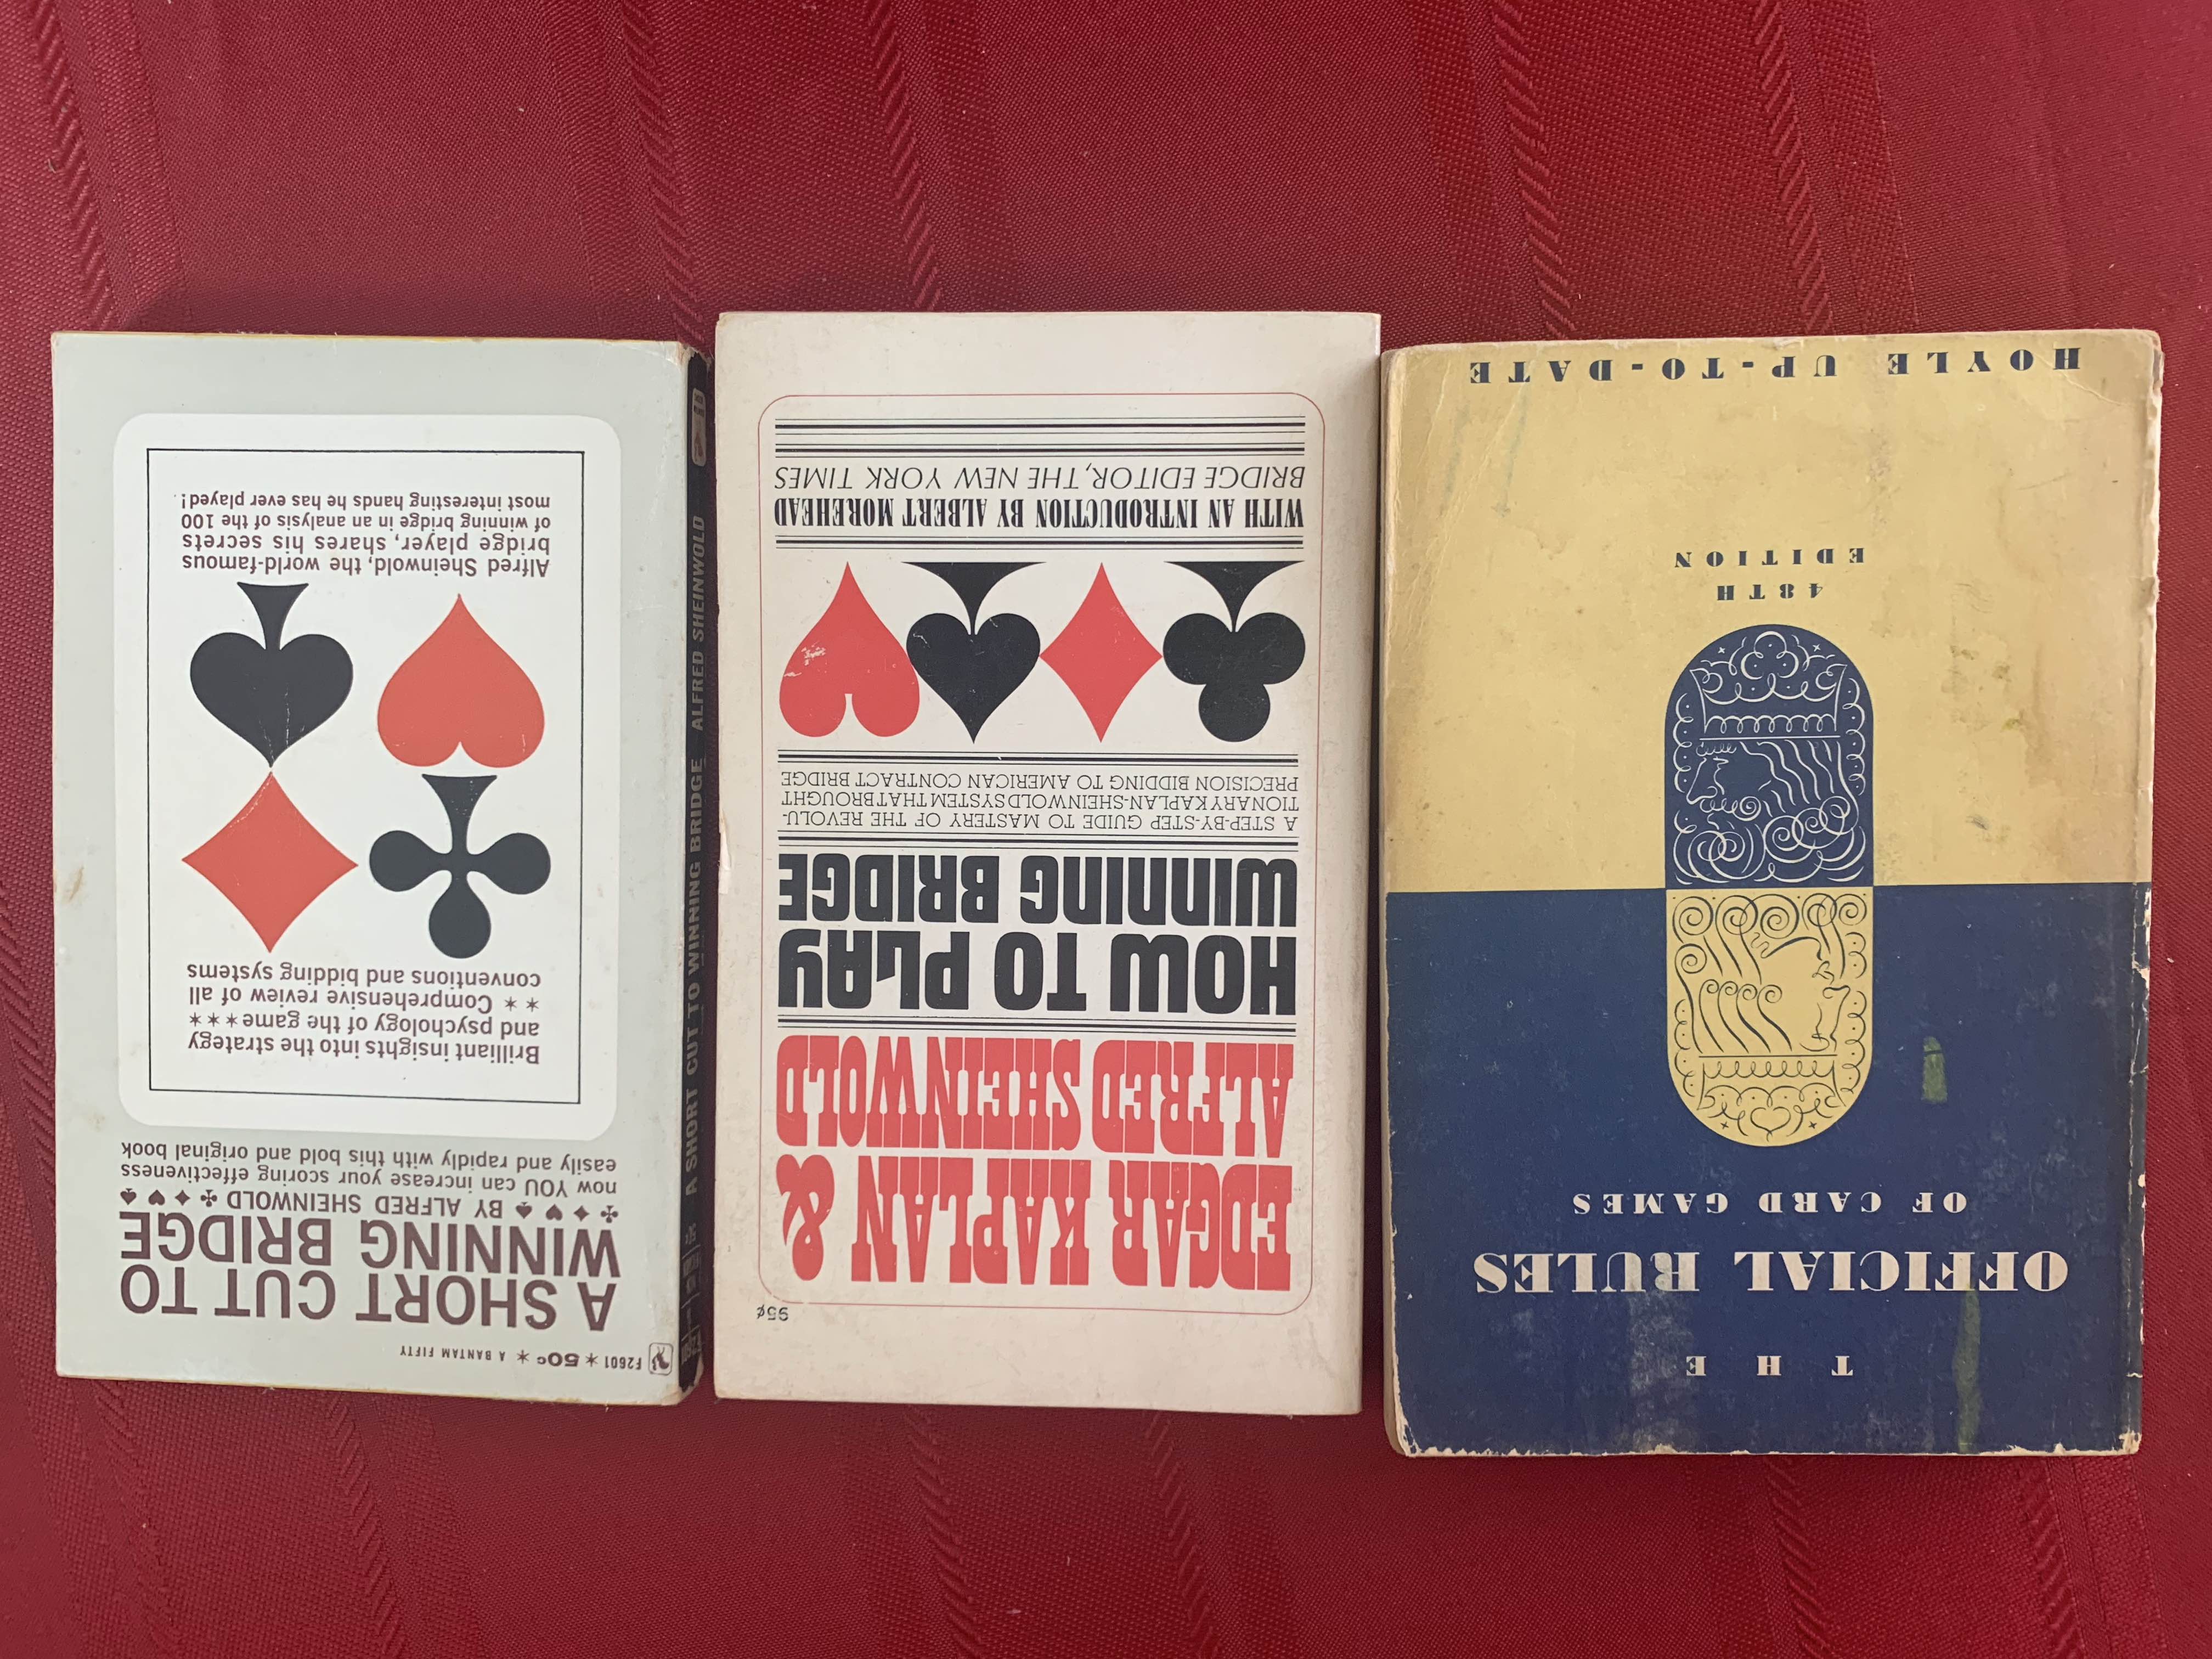 THE
OFFICIAL RULES
OF CARD GAMES
48TH
EDITION
HOYLE UP-TO-DATE
95¢
EDGAR KAPLAN &
ALFRED SHEINWOLD
HOW TO PLAY
WINNING BRIDGE
A STEP-BY-STEP GUIDE TO MASTERY OF THE REVOLU-
TIONARY KAPLAN-SHEINWOLD SYSTEM THAT BROUGHT
PRECISION BIDDING TO AMERICAN CONTRACT BRIDGE
WITH AN INTRODUCTION BY ALBERT MOREHEAD
BRIDGE EDITOR, THE NEW YORK TIMES
A SHORT CUT TO WINNING BRIDGE ALFRED SHEINWOLD
F2601 * 50c * A BANTAM FIFTY
A SHORT CUT TO
WINNING BRIDGE
♣ ♦ ♥ ♠ BY ALFRED SHEINWOLD ♣ ♦ ♥ ♠
now YOU can increase your scoring effectiveness
easily and rapidly with this bold and original book
Brilliant insights into the strategy
and psychology of the game***
** Comprehensive review of all
conventions and bidding systems
Alfred Sheinwold, the world-famous
bridge player, shares his secrets
of winning bridge in an analysis of the 100
most interesting hands he has ever played!